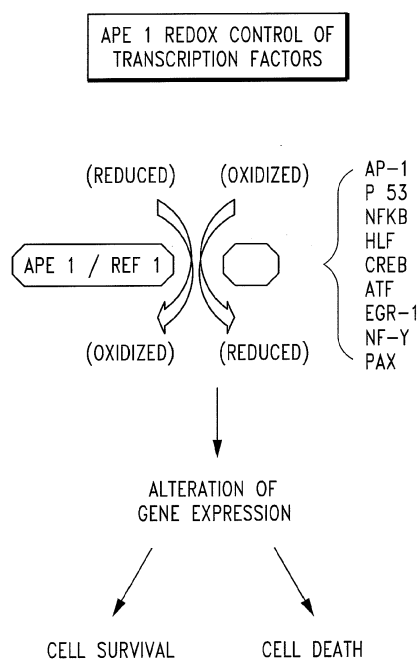 APE 1 REDOX CONTROL OF
TRANSCRIPTION FACTORS
(REDUCED)
(OXIDIZED)
APE 1 / REF 1
(OXIDIZED)
(REDUCED)
AP-1
P 53
NFKB
HLF
CREB
ATF
EGR-1
NF-Y
PAX
ALTERATION OF
GENE EXPRESSION
CELL SURVIVAL
CELL DEATH